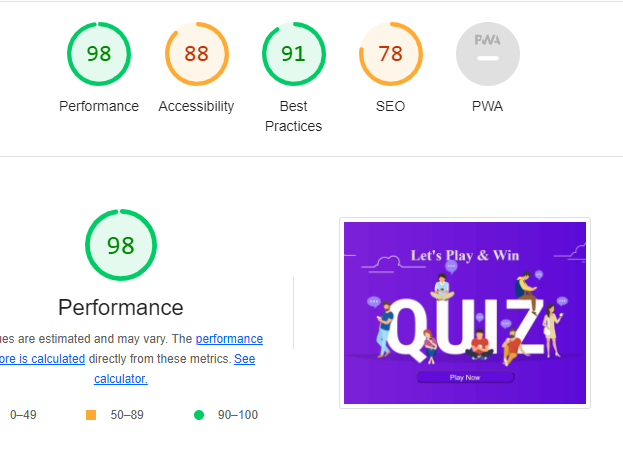 98
88
91
78
PWA
Performance
Accessibility
Best
Practices
SEO
PWA
98
Performance
are estimated and may vary. The performance
is calculated directly from these metrics. See
calculator.
0–49
50–89
90–100
Let's Play & Win
QUIZ
Play Now